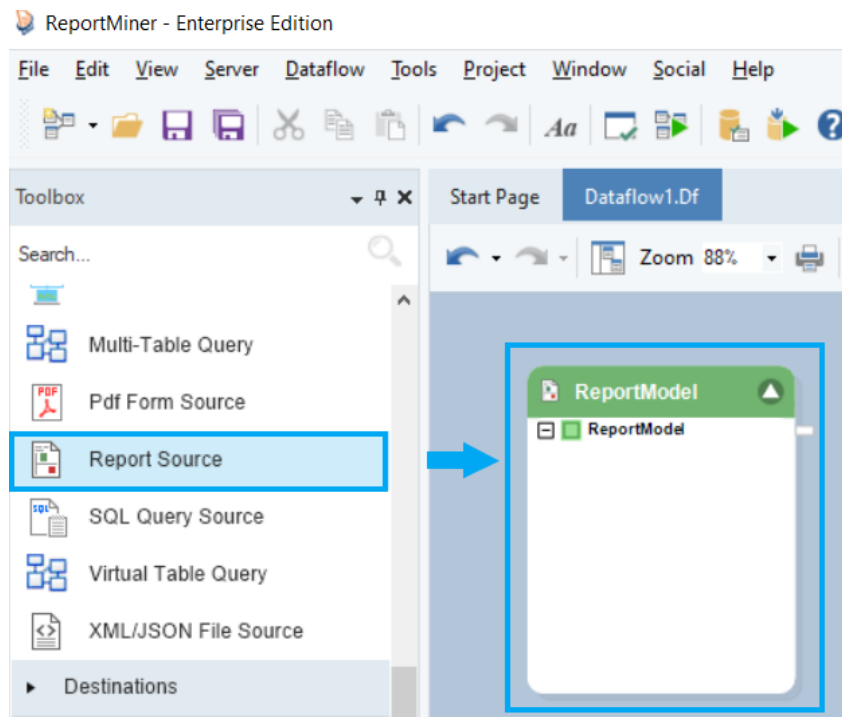 ReportMiner - Enterprise Edition
File Edit View Server Dataflow Tools Project Window Social Help
Aa
Toolbox
Start Page Dataflow1.Df
Search...
Zoom 88%
Multi-Table Query
PDF
Pdf Form Source
Report Source
SQL
SQL Query Source
Virtual Table Query
XML/JSON File Source
Destinations
ReportModel
ReportModel